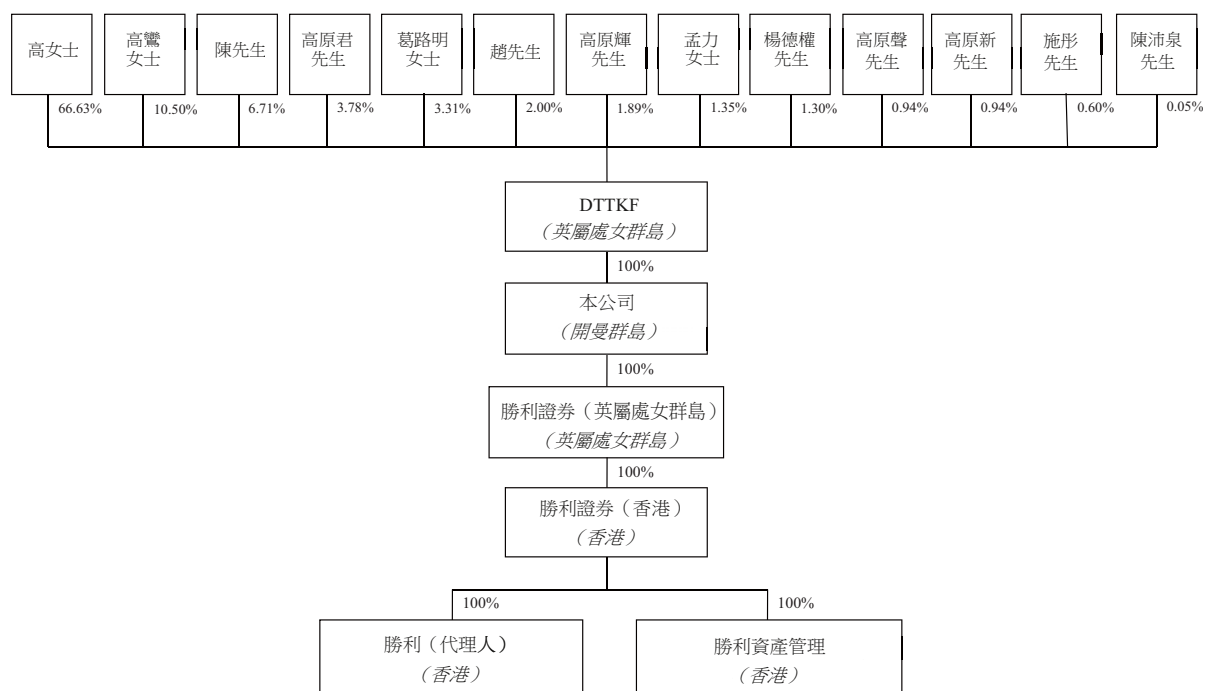 高女士
高鸞
女士
陳先生
高原君
先生
葛路明
女士
趙先生
高原輝
先生
孟力
女士
楊德權
先生
高原聲
先生
高原新
先生
施彤
先生
陳沛泉
先生
66.63%
10.50%
6.71%
3.78%
3.31%
2.00%
1.89%
1.35%
1.30%
0.94%
0.94%
0.60%
0.05%
DTTKF
（英屬處女群島）
100%
本公司
（開曼群島）
100%
勝利證券（英屬處女群島）
（英屬處女群島）
100%
勝利證券（香港）
（香港）
100%
100%
勝利（代理人）
（香港）
勝利資產管理
（香港）